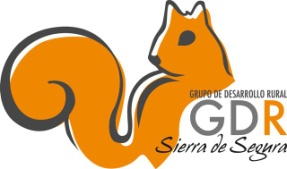 GRUPO DE DESARROLLO RURAL
GDR
Sierra de Segura